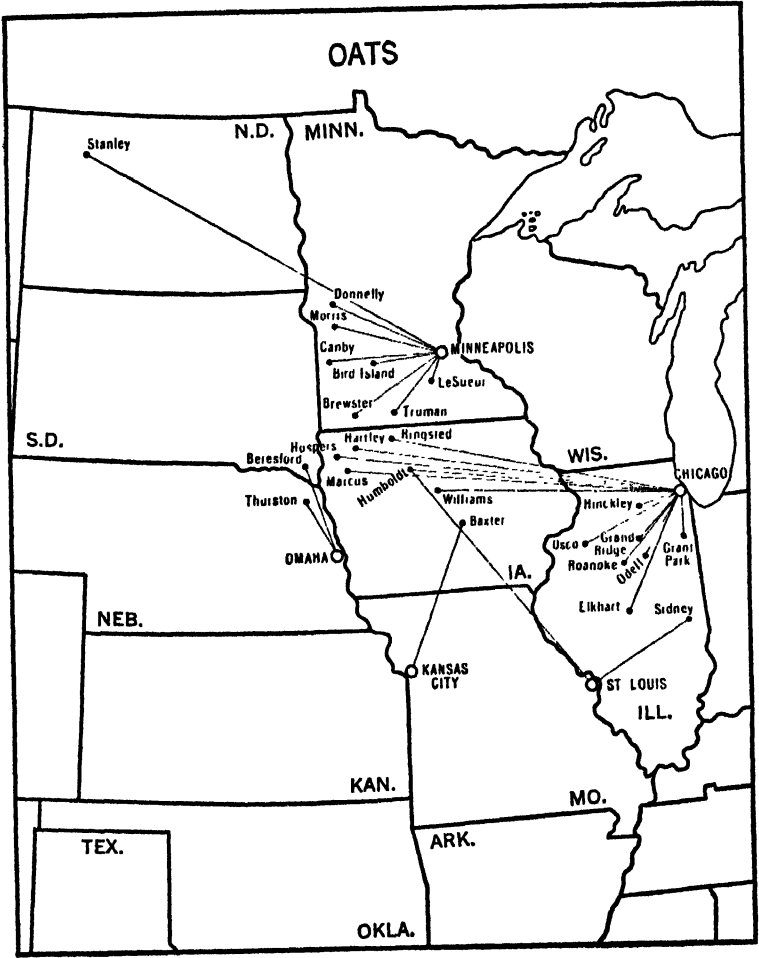 OATS
N.D. MINN.
Stanley
Donnelly
Morris
Canby
MINNEAPOLIS
Bird Island
LeSueur
Brewster
Truman
S.D.
Hospers
Hartley
Ringsted
WIS.
Beresford
CHICAGO
Marcus
Humboldt
Williams
Thurston
Hinckley
Baxter
Osco
Grand
Ridge
Grant
Park
OMAHA
Roanoke
Odell
IA.
Elkhart
Sidney
NEB.
KANSAS
CITY
ST LOUIS
ILL.
KAN.
MO.
TEX.
ARK.
OKLA.